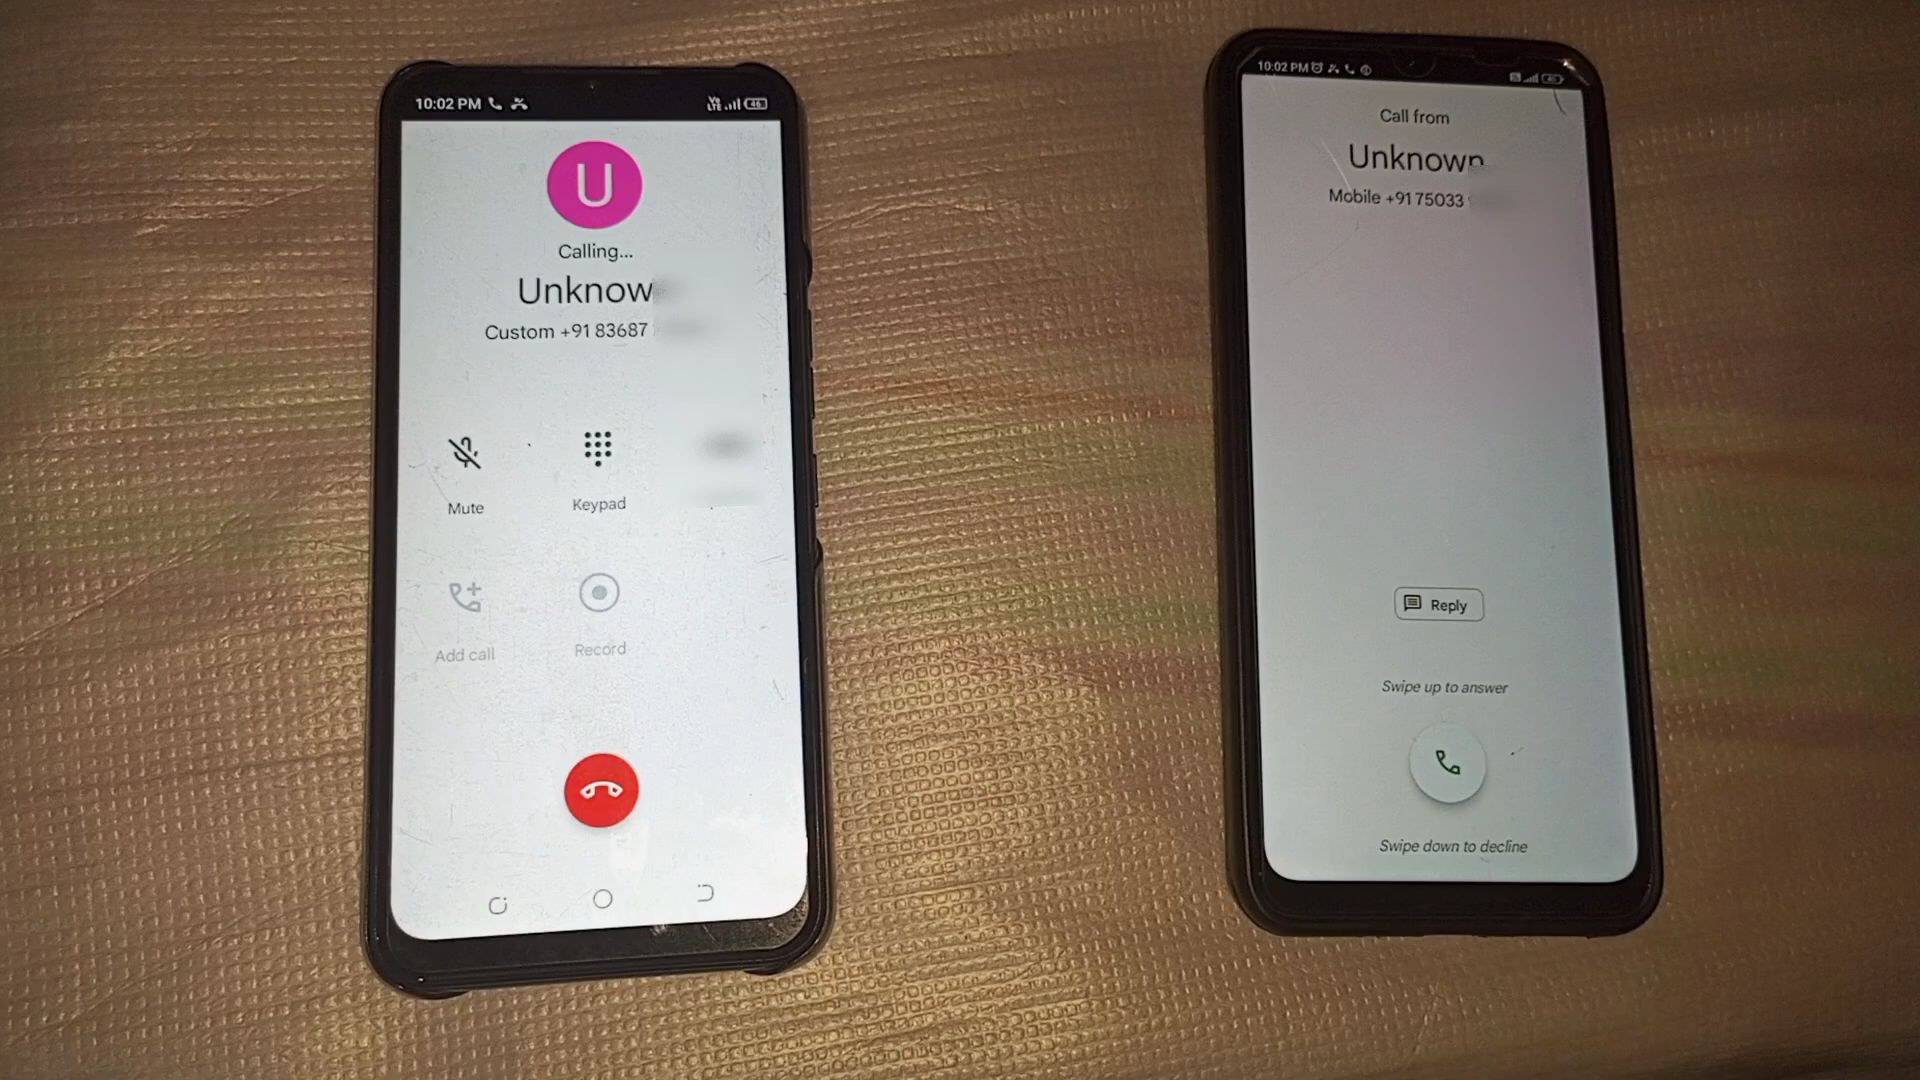 10:02 PM
U
Calling...
Unknow
Custom +91 83687
Mute
Keypad
Add call
Record
10:02 PM
Call from
Unknown
Mobile +91 75033
Reply
Swipe up to answer
Swipe down to decline